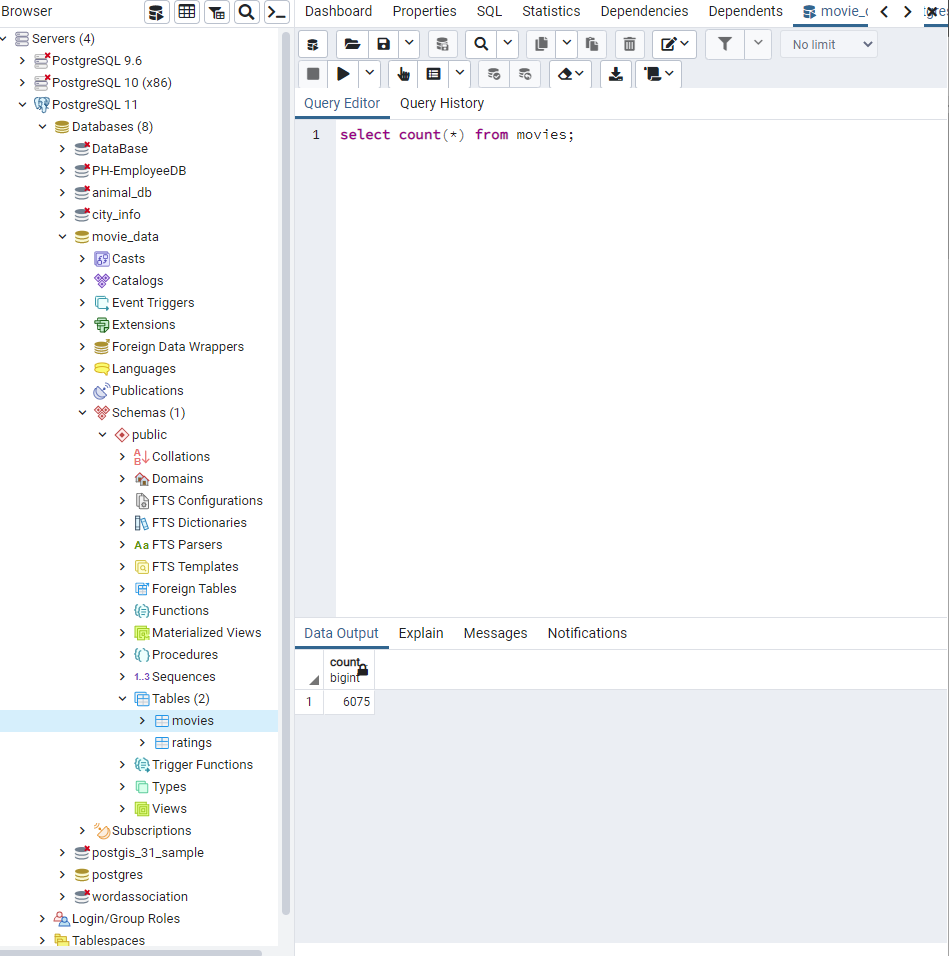 Browser
Servers (4)
PostgreSQL 9.6
PostgreSQL 10 (x86)
PostgreSQL 11
Databases (8)
DataBase
PH-EmployeeDB
animal_db
city_info
movie_data
Casts
Catalogs
Event Triggers
Extensions
Foreign Data Wrappers
Languages
Publications
Schemas (1)
public
Collations
Domains
FTS Configurations
FTS Dictionaries
Aa FTS Parsers
FTS Templates
Foreign Tables
Functions
Materialized Views
Procedures
1..3 Sequences
Tables (2)
movies
ratings
Trigger Functions
Types
Views
Subscriptions
postgis_31_sample
postgres
wordassociation
Login/Group Roles
Tablespaces
Dashboard Properties SQL Statistics Dependencies Dependents movie_
No limit
Query Editor Query History
1 select count(*) from movies;
Data Output Explain Messages Notifications
count
bigint
1 6075